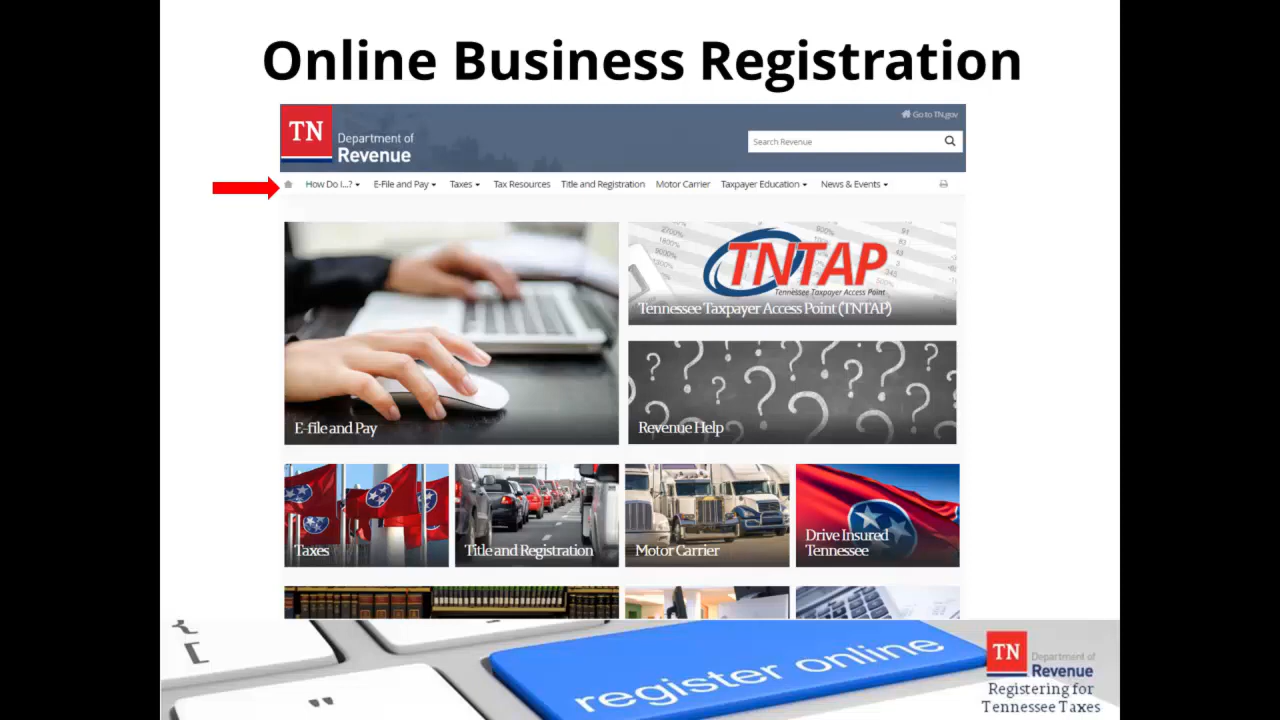 Online Business Registration
TN
Department of
Revenue
Go to TN.gov
Search Revenue
How Do I...? E-File and Pay Taxes Tax Resources Title and Registration Motor Carrier Taxpayer Education News & Events
TNTAP
Tennessee Taxpayer Access Point
Tennessee Taxpayer Access Point (TNTAP)
E-file and Pay
Revenue Help
Taxes
Title and Registration
Motor Carrier
Drive Insured
Tennessee
register online
TN
Department of
Revenue
Registering for
Tennessee Taxes